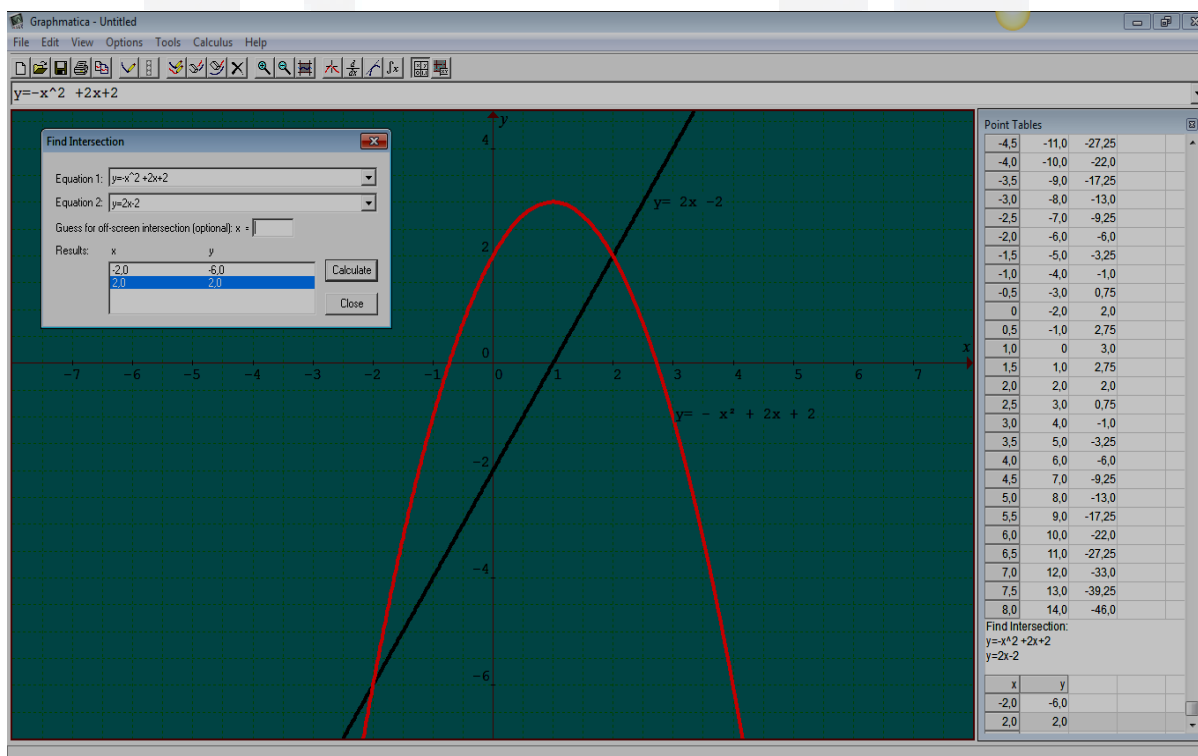 Graphmatica - Untitled
File Edit View Options Tools Calculus Help
y=-x^2 +2x+2
Find Intersection
Equation 1: y=-x^2 +2x+2
Equation 2: y=2x-2
Guess for off-screen intersection (optional): x =
Results: x y
-2,0 -6,0
2,0 2,0
Calculate
Close
y
4
2
0
-2
-4
-6
x
-7 -6 -5 -4 -3 -2 -1 0 1 2 3 4 5 6 7
y= 2x -2
y= - x² + 2x + 2
Point Tables
-4,5 -11,0 -27,25
-4,0 -10,0 -22,0
-3,5 -9,0 -17,25
-3,0 -8,0 -13,0
-2,5 -7,0 -9,25
-2,0 -6,0 -6,0
-1,5 -5,0 -3,25
-1,0 -4,0 -1,0
-0,5 -3,0 0,75
0 -2,0 2,0
0,5 -1,0 2,75
1,0 0 3,0
1,5 1,0 2,75
2,0 2,0 2,0
2,5 3,0 0,75
3,0 4,0 -1,0
3,5 5,0 -3,25
4,0 6,0 -6,0
4,5 7,0 -9,25
5,0 8,0 -13,0
5,5 9,0 -17,25
6,0 10,0 -22,0
6,5 11,0 -27,25
7,0 12,0 -33,0
7,5 13,0 -39,25
8,0 14,0 -46,0
Find Intersection:
y=-x^2 +2x+2
y=2x-2
x y
-2,0 -6,0
2,0 2,0